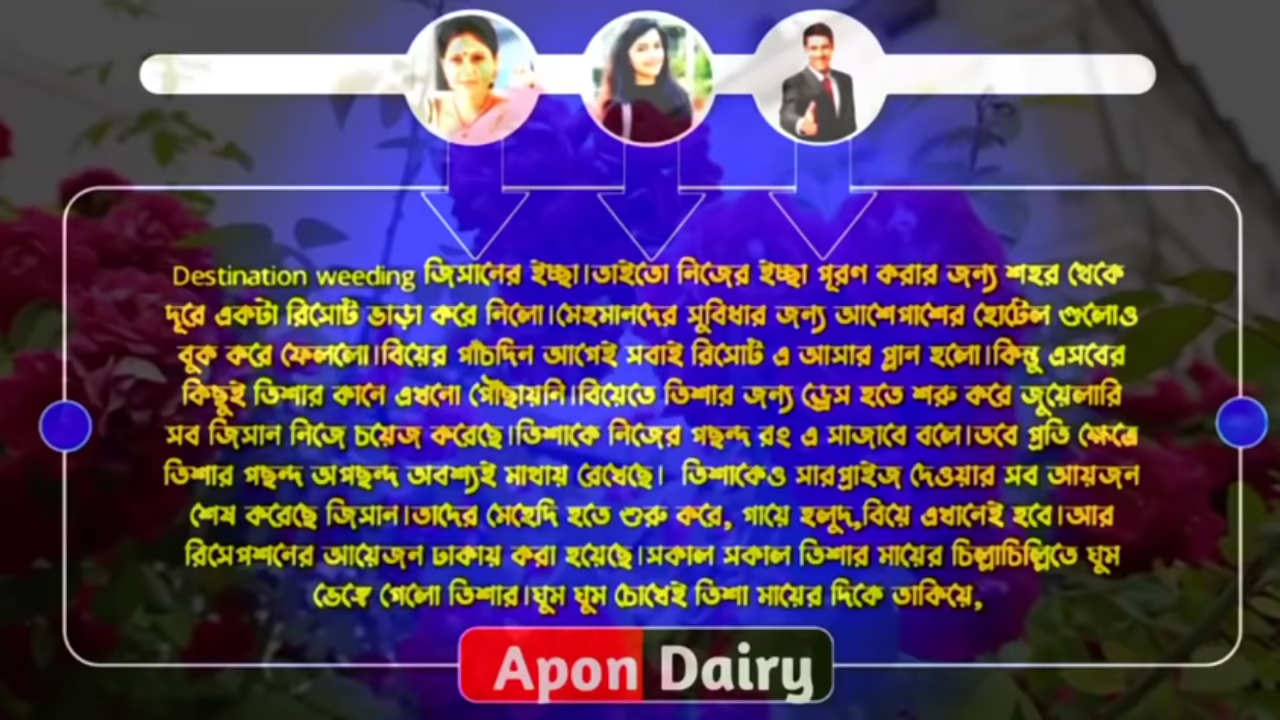 Destination weeding জিসানের ইচ্ছা।তাইতো নিজের ইচ্ছা পূরণ করার জন্য শহর থেকে
দূরে একটা রিসোর্ট ভাড়া করে নিলো।মেহমানদের সুবিধার জন্য আশেপাশের হোটেল গুলোও
বুক করে ফেললো।বিয়ের পাঁচদিন আগেই সবাই রিসোর্ট এ আসার প্লান হলো।কিন্তু এসবের
কিছুই তিশার কানে এখনো পৌঁছায়নি।বিয়েতে তিশার জন্য ড্রেস হতে শরু করে জুয়েলারি
সব জিসান নিজে চয়েজ করেছে।তিশাকে নিজের পছন্দ রং এ সাজাবে বলে।তবে প্রতি ক্ষেত্রে
তিশার পছন্দ অপছন্দ অবশ্যই মাথায় রেখেছে। তিশাকেও সারপ্রাইজ দেওয়ার সব আয়জন
শেষ করেছে জিসান।তাদের মেহেদি হতে শুরু করে, গায়ে হলুদ,বিয়ে এখানেই হবে।আর
রিসেপশনের আয়েজন ঢাকায় করা হয়েছে।সকাল সকাল তিশার মায়ের চিল্লাচিল্লিতে ঘুম
ভেঙ্গে গেলো তিশার।ঘুম ঘুম চোখেই তিশা মায়ের দিকে তাকিয়ে,
Apon Dairy